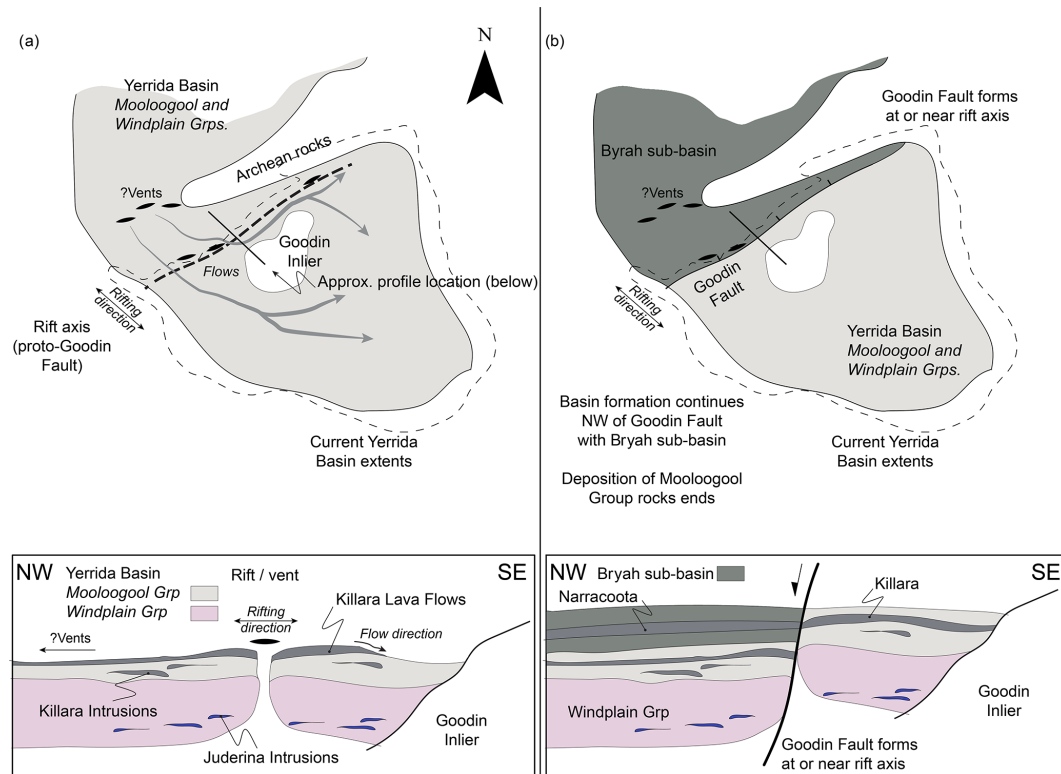 (a)
N
Yerrida Basin
Mooloogool and
Windplain Grps.
Archean rocks
?Vents
Goodin
Inlier
Flows
Approx. profile location (below)
Rifting
direction
Rift axis
(proto-Goodin
Fault)
Current Yerrida
Basin extents
NW
SE
Yerrida Basin
Mooloogool Grp
Windplain Grp
Rift / vent
Killara Lava Flows
?Vents
Rifting
direction
Flow direction
Killara Intrusions
Juderina Intrusions
Goodin
Inlier
(b)
Goodin Fault forms
at or near rift axis
Byrah sub-basin
?Vents
Goodin
Fault
Rifting
direction
Yerrida Basin
Mooloogool and
Windplain Grps.
Basin formation continues
NW of Goodin Fault
with Bryah sub-basin
Current Yerrida
Basin extents
Deposition of Mooloogool
Group rocks ends
NW
SE
Bryah sub-basin
Narracoota
Killara
Windplain Grp
Goodin
Inlier
Goodin Fault forms
at or near rift axis